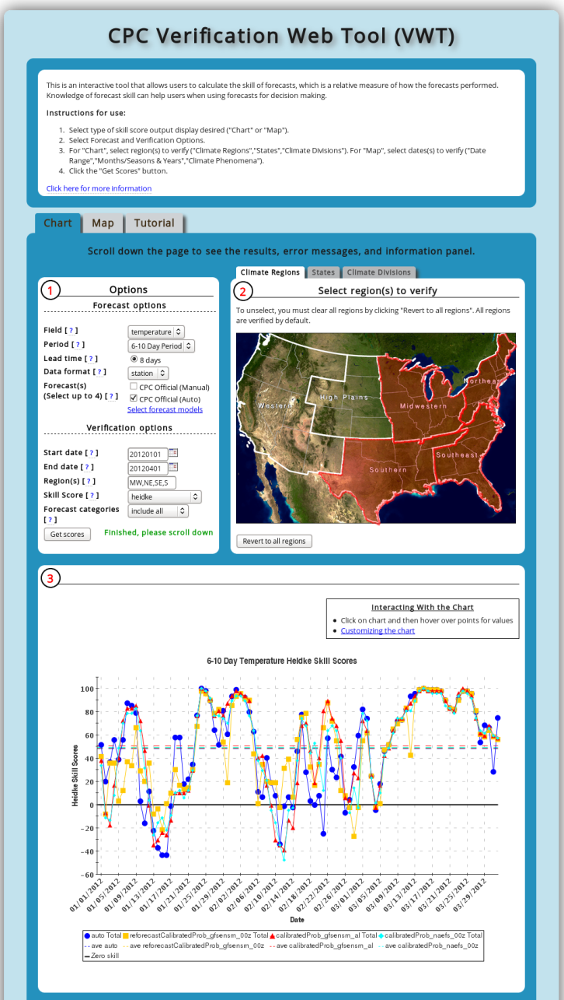 CPC Verification Web Tool (VWT)
This is an interactive tool that allows users to calculate the skill of forecasts, which is a relative measure of how the forecasts performed.
Knowledge of forecast skill can help users when using forecasts for decision making.
Instructions for use:
1. Select type of skill score output display desired ("Chart" or "Map").
2. Select Forecast and Verification Options.
3. For "Chart", select region(s) to verify ("Climate Regions","States","Climate Divisions"). For "Map", select dates(s) to verify ("Date
Range","Months/Seasons & Years","Climate Phenomena").
4. Click the "Get Scores" button.
Click here for more information
Chart Map Tutorial
Scroll down the page to see the results, error messages, and information panel.
1 Options
Forecast options
Field [ ? ] temperature
Period [ ? ] 6-10 Day Period
Lead time [ ? ] 8 days
Data format [ ? ] station
Forecast(s)
(Select up to 4) [ ? ]
CPC Official (Manual)
CPC Official (Auto)
Select forecast models
Verification options
Start date [ ? ] 20120101
End date [ ? ] 20120401
Region(s) [ ? ] MW,NE,SE,S
Skill Score [ ? ] heidke
Forecast categories
[ ? ]
include all
Get scores Finished, please scroll down
Climate Regions States Climate Divisions
2 Select region(s) to verify
To unselect, you must clear all regions by clicking "Revert to all regions". All regions
are verified by default.
Northeas
High Plains
Western
Midwestern
Southeast
Southern
Revert to all regions
3
Interacting With the Chart
• Click on chart and then hover over points for values
• Customizing the chart
6-10 Day Temperature Heidke Skill Scores
Heidke Skill Scores
100
80
60
40
20
0
-20
-40
-60
01/01/2012 01/05/2012 01/09/2012 01/13/2012 01/17/2012 01/21/2012 01/25/2012 01/29/2012 02/02/2012 02/06/2012 02/10/2012 02/14/2012 02/18/2012 02/22/2012 02/26/2012 03/01/2012 03/05/2012 03/09/2012 03/13/2012 03/17/2012 03/21/2012 03/25/2012 03/29/2012
Date
auto Total reforecastCalibratedProb_gfsensm_00z Total calibratedProb_gfsensm_al Total calibratedProb_naefs_00z Total
ave auto ave reforecastCalibratedProb_gfsensm_00z ave calibratedProb_gfsensm_al ave calibratedProb_naefs_00z
Zero skill